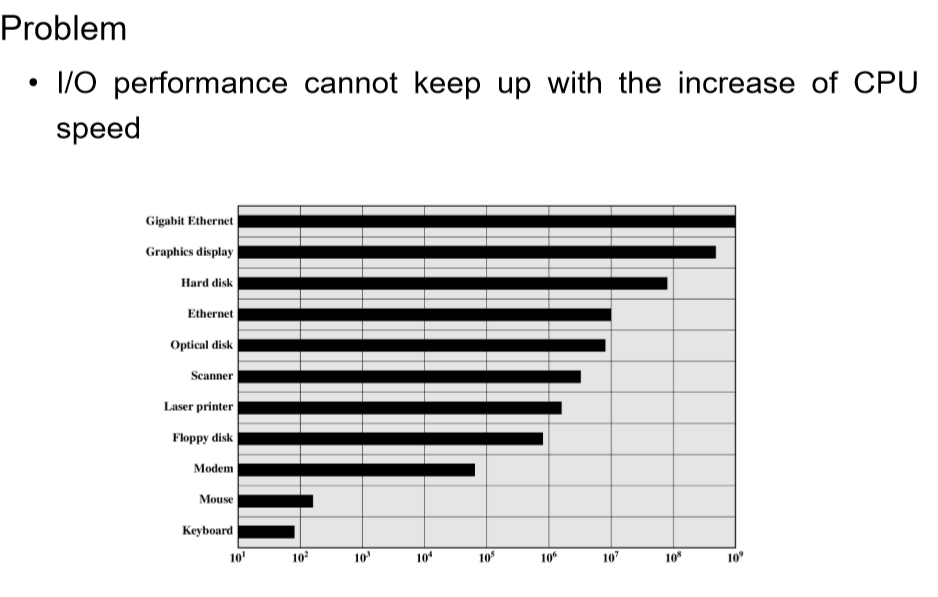 Problem
• I/O performance cannot keep up with the increase of CPU
speed
Gigabit Ethernet
Graphics display
Hard disk
Ethernet
Optical disk
Scanner
Laser printer
Floppy disk
Modem
Mouse
Keyboard
10¹ 10² 10³ 10⁴ 10⁵ 10⁶ 10⁷ 10⁸ 10⁹